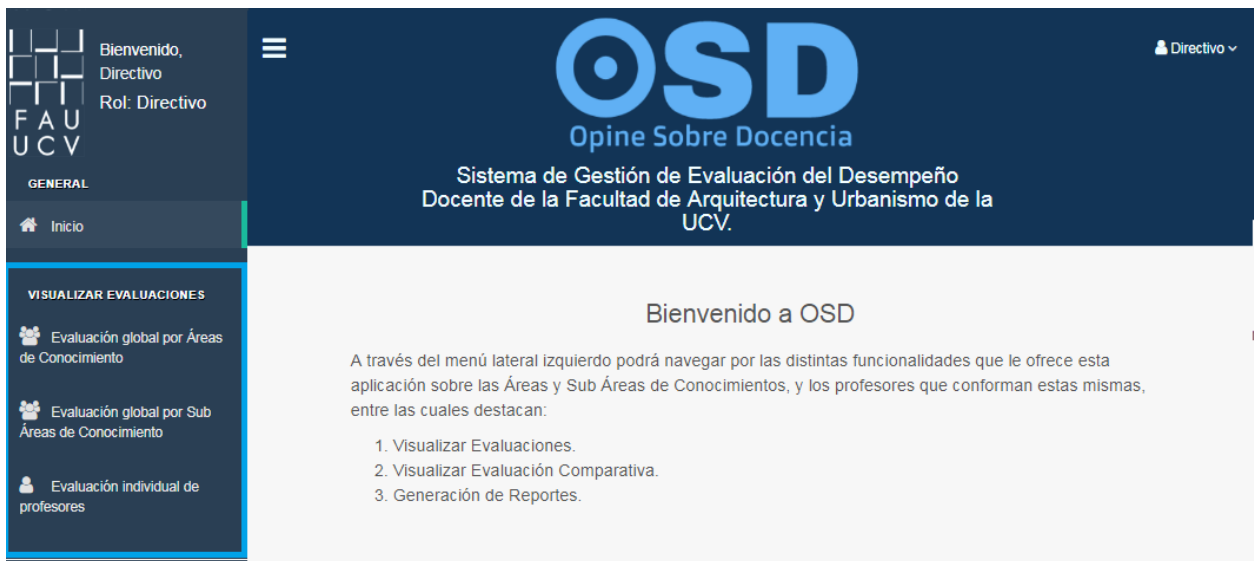 Bienvenido,
Directivo
Rol: Directivo
F A U
U C V
GENERAL
Inicio
VISUALIZAR EVALUACIONES
Evaluación global por Áreas
de Conocimiento
Evaluación global por Sub
Áreas de Conocimiento
Evaluación individual de
profesores
OSD
Opine Sobre Docencia
Sistema de Gestión de Evaluación del Desempeño
Docente de la Facultad de Arquitectura y Urbanismo de la
UCV.
Directivo
Bienvenido a OSD
A través del menú lateral izquierdo podrá navegar por las distintas funcionalidades que le ofrece esta
aplicación sobre las Áreas y Sub Áreas de Conocimientos, y los profesores que conforman estas mismas,
entre las cuales destacan:
1. Visualizar Evaluaciones.
2. Visualizar Evaluación Comparativa.
3. Generación de Reportes.